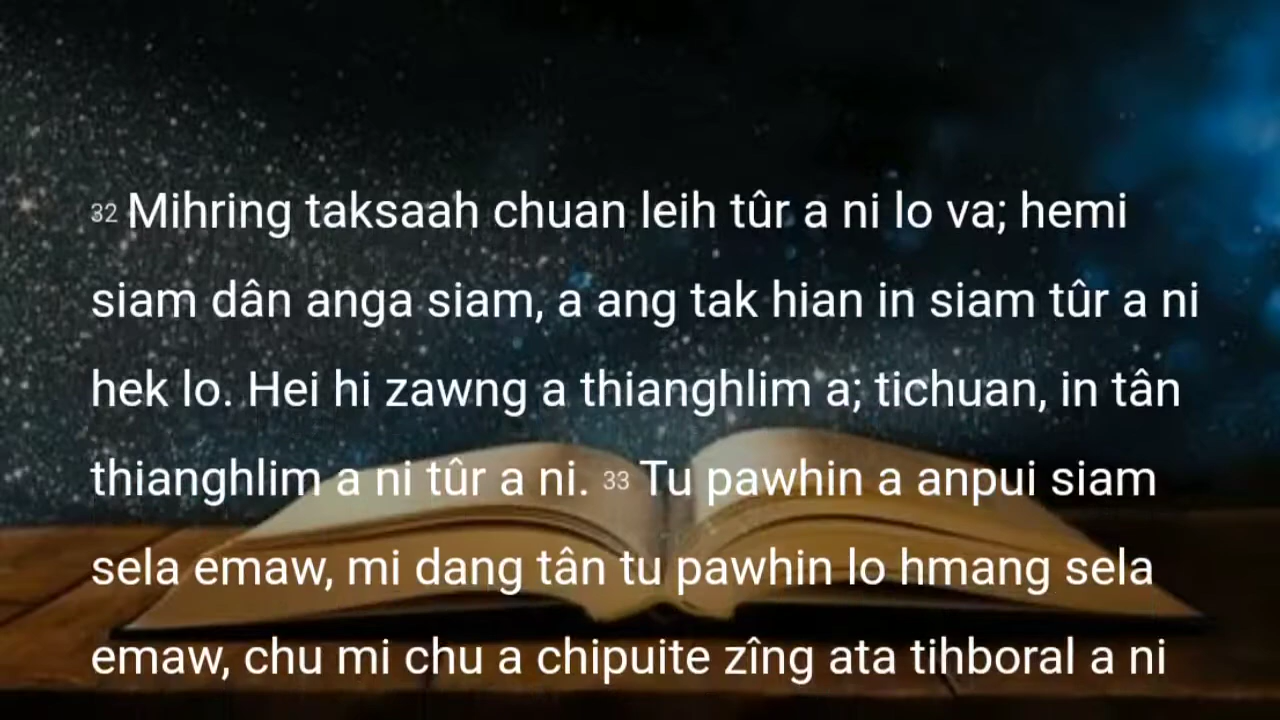 32 Mihring taksaah chuan leih tûr a ni lo va; hemi
siam dân anga siam, a ang tak hian in siam tûr a ni
hek lo. Hei hi zawng a thianghlim a; tichuan, in tân
thianghlim a ni tûr a ni. 33 Tu pawhin a anpui siam
sela emaw, mi dang tân tu pawhin lo hmang sela
emaw, chu mi chu a chipuite zîng ata tihboral a ni